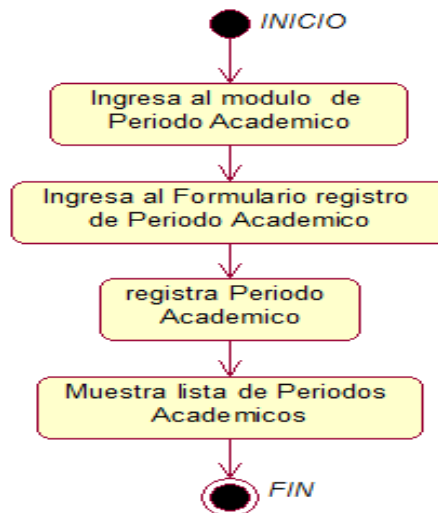 INICIO
Ingresa al modulo de
Periodo Academico
Ingresa al Formulario registro
de Periodo Academico
registra Periodo
Academico
Muestra lista de Periodos
Academicos
FIN